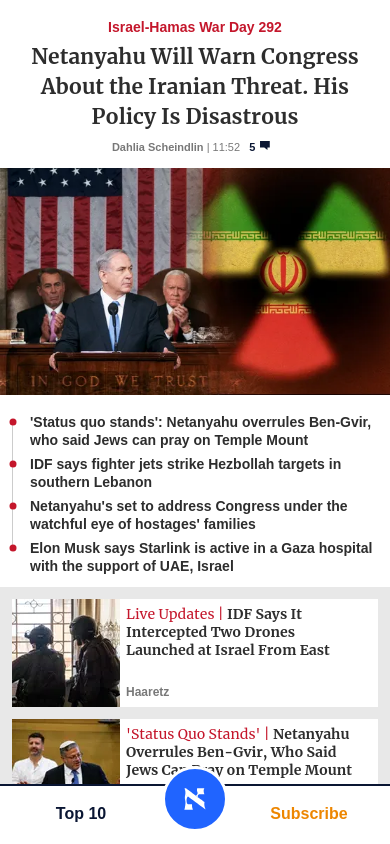 Israel-Hamas War Day 292
Netanyahu Will Warn Congress
About the Iranian Threat. His
Policy Is Disastrous
Dahlia Scheindlin | 11:52 5
IN GOD WE TRUST
'Status quo stands': Netanyahu overrules Ben-Gvir,
who said Jews can pray on Temple Mount
IDF says fighter jets strike Hezbollah targets in
southern Lebanon
Netanyahu's set to address Congress under the
watchful eye of hostages' families
Elon Musk says Starlink is active in a Gaza hospital
with the support of UAE, Israel
Live Updates | IDF Says It
Intercepted Two Drones
Launched at Israel From East
Haaretz
'Status Quo Stands' | Netanyahu
Overrules Ben-Gvir, Who Said
Jews Can Pray on Temple Mount
Top 10
Subscribe